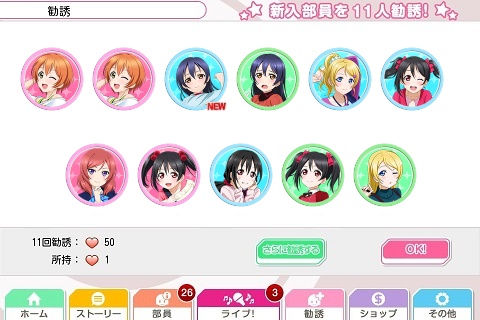 勧誘
新入部員を11人勧誘!
NEW
11回勧誘: 50
所持: 1
さらに勧誘する
OK!
26
3
ホーム
ストーリー
部員
ライブ!
勧誘
ショップ
その他